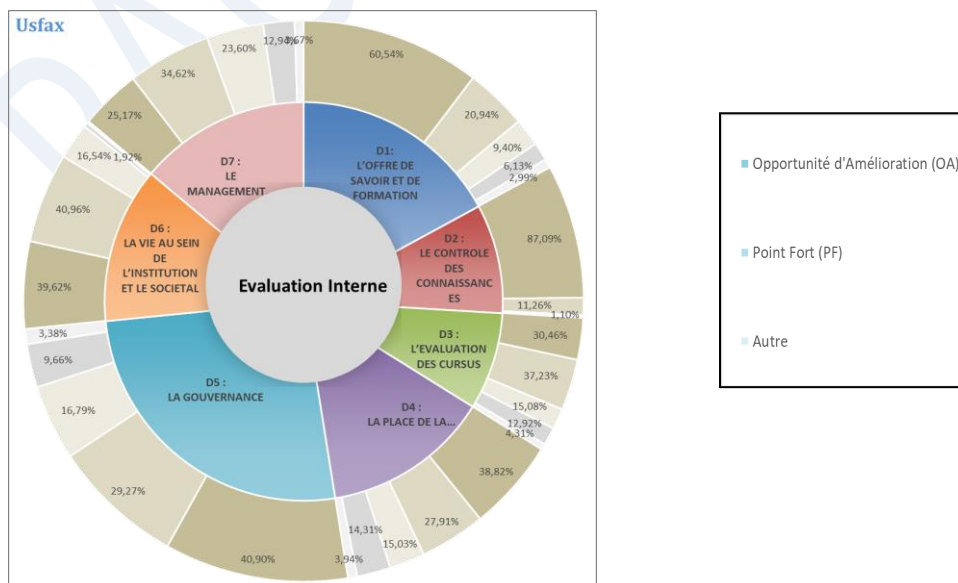 Usfax
60,54%
20,94%
9,40%
6,13%
2,99%
87,09%
11,26%
1,10%
30,46%
37,23%
15,08%
12,92%
4,31%
38,82%
27,91%
15,03%
14,31%
3,94%
40,90%
29,27%
16,79%
9,66%
3,38%
39,62%
40,96%
16,54%
1,92%
25,17%
34,62%
23,60%
12,94%
D1:
L'OFFRE DE
SAVOIR ET DE
FORMATION
D2 :
LE CONTROLE
DES
CONNAISSANC
ES
D3 :
L'EVALUATION
DES CURSUS
D4 :
LA PLACE DE LA...
D5 :
LA GOUVERNANCE
D6 :
LA VIE AU SEIN
DE
L'INSTITUTION
ET LE SOCIETAL
D7 :
LE
MANAGEMENT
Evaluation Interne
Opportunité d'Amélioration (OA)
Point Fort (PF)
Autre